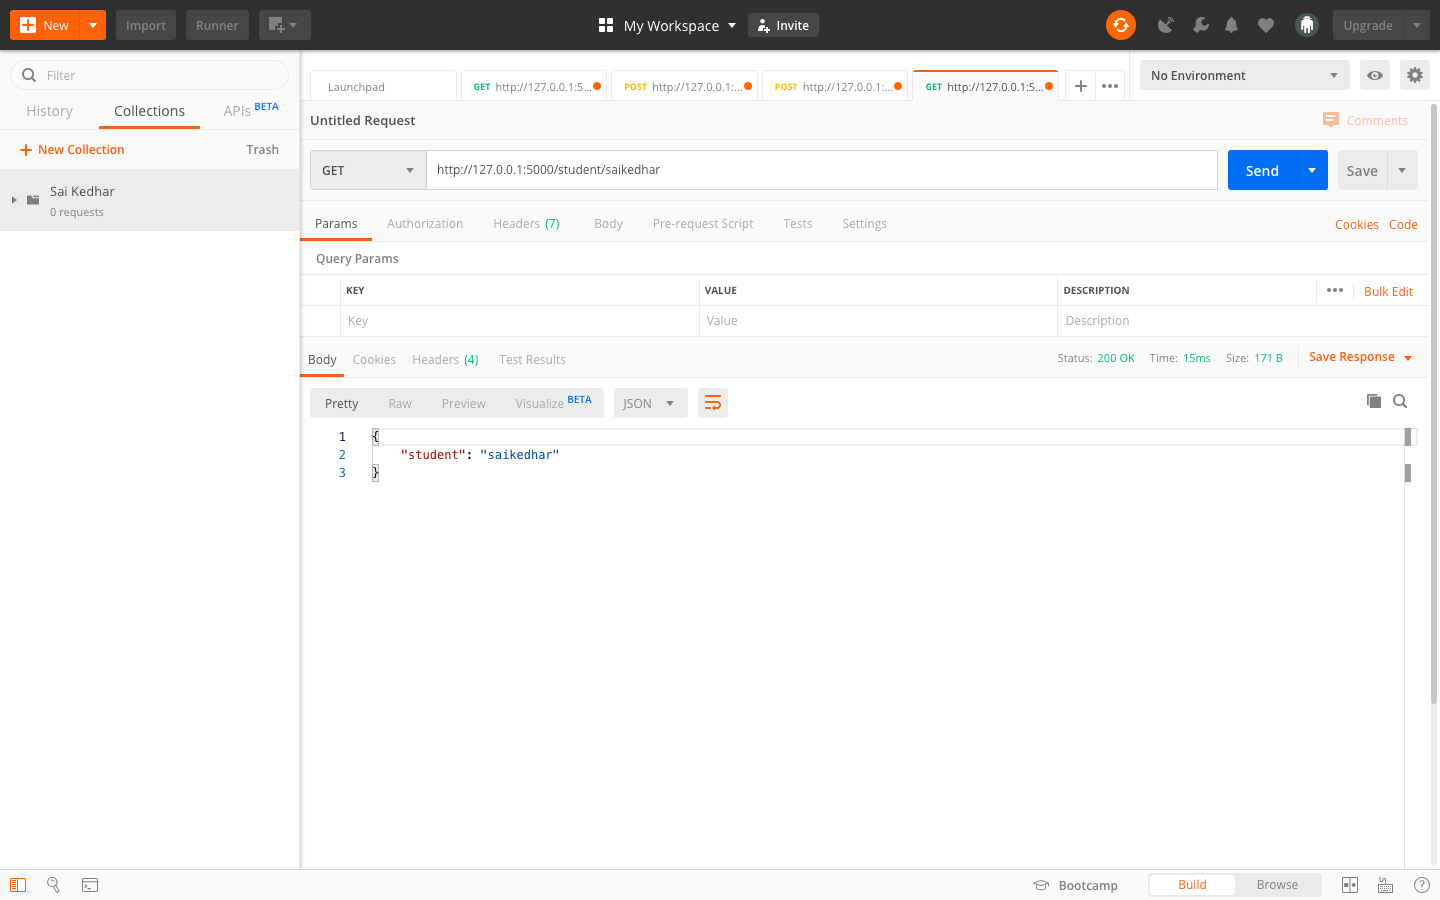 New
Import
Runner
My Workspace
Invite
Upgrade
Filter
History
Collections
APIs BETA
New Collection
Trash
Sai Kedhar
0 requests
Launchpad
GET http://127.0.0.1:5...
POST http://127.0.0.1:...
POST http://127.0.0.1:...
GET http://127.0.0.1:5...
No Environment
Untitled Request
Comments
GET
http://127.0.0.1:5000/student/saikedhar
Send
Save
Params
Authorization
Headers (7)
Body
Pre-request Script
Tests
Settings
Cookies
Code
Query Params
KEY
VALUE
DESCRIPTION
Bulk Edit
Key
Value
Description
Body
Cookies
Headers (4)
Test Results
Status: 200 OK
Time: 15ms
Size: 171 B
Save Response
Pretty
Raw
Preview
Visualize BETA
JSON
1 {
2 "student": "saikedhar"
3 }
Bootcamp
Build
Browse